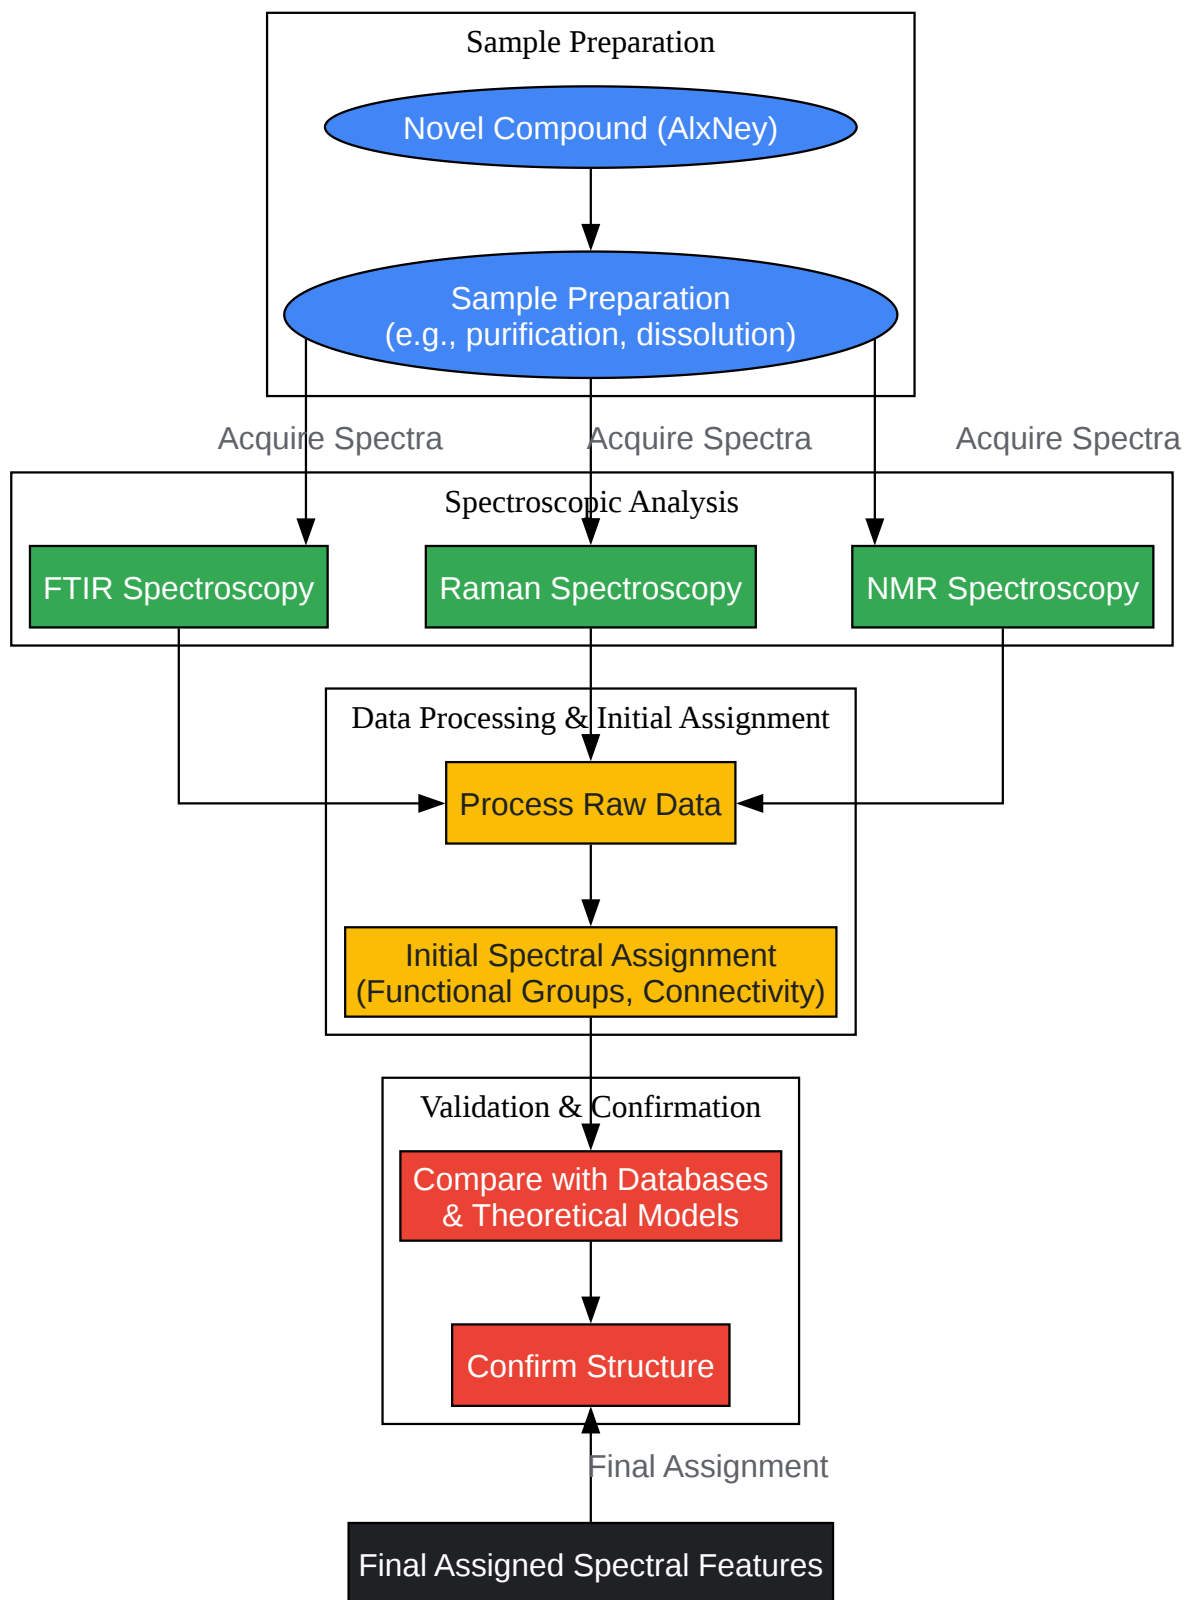 Sample Preparation
Novel Compound (AlxNey)
Sample Preparation
(e.g., purification, dissolution)
Acquire Spectra
Acquire Spectra
Acquire Spectra
Spectroscopic Analysis
FTIR Spectroscopy
Raman Spectroscopy
NMR Spectroscopy
Data Processing & Initial Assignment
Process Raw Data
Initial Spectral Assignment
(Functional Groups, Connectivity)
Validation & Confirmation
Compare with Databases
& Theoretical Models
Confirm Structure
Final Assignment
Final Assigned Spectral Features